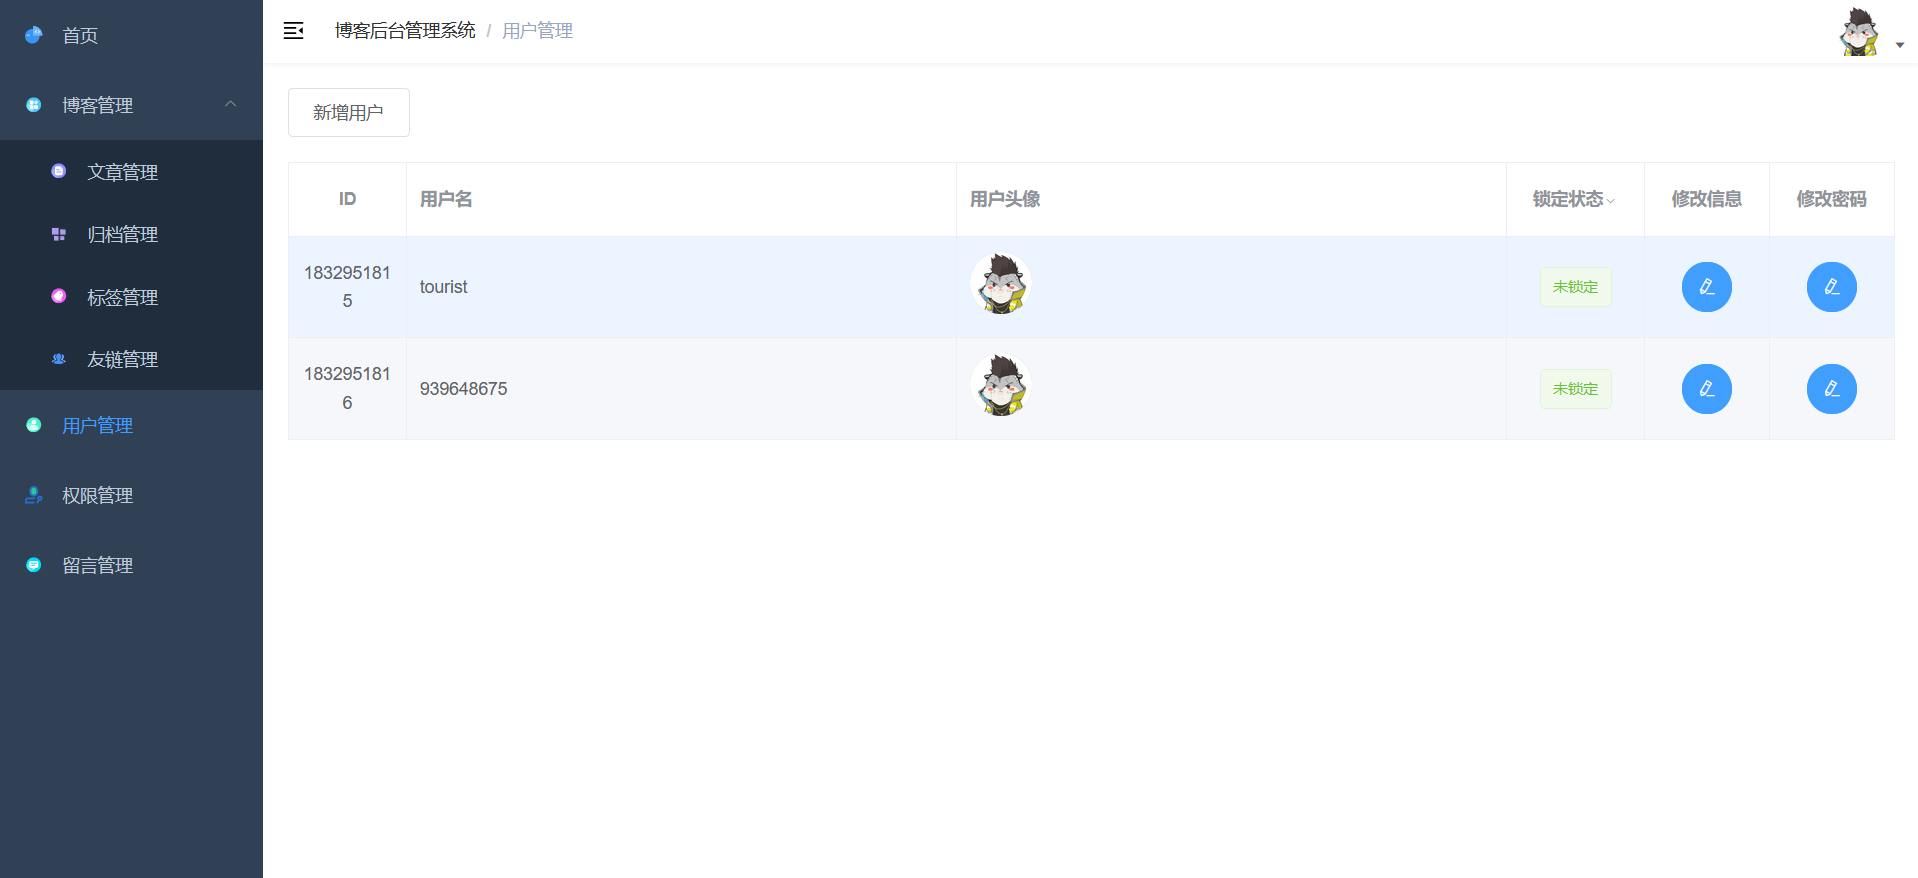 首页
博客管理
文章管理
归档管理
标签管理
友链管理
用户管理
权限管理
留言管理
博客后台管理系统 / 用户管理
新增用户
ID 用户名 用户头像 锁定状态 修改信息 修改密码
183295181
5
tourist
未锁定
183295181
6
939648675
未锁定